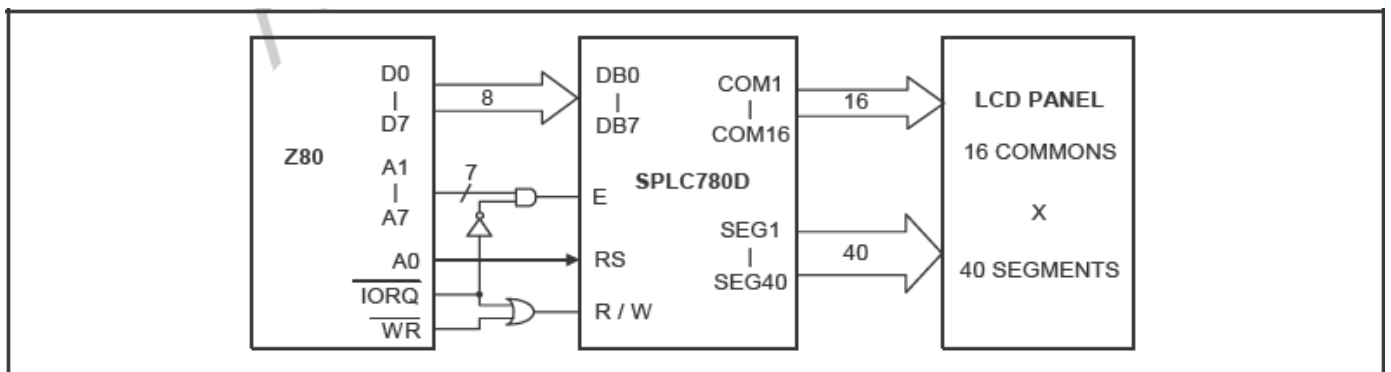 Z80
D0
|
D7
A1
|
A7
A0
IORQ
WR
8
7
DB0
|
DB7
E
RS
R / W
SPLC780D
COM1
|
COM16
SEG1
|
SEG40
16
40
LCD PANEL
16 COMMONS
X
40 SEGMENTS